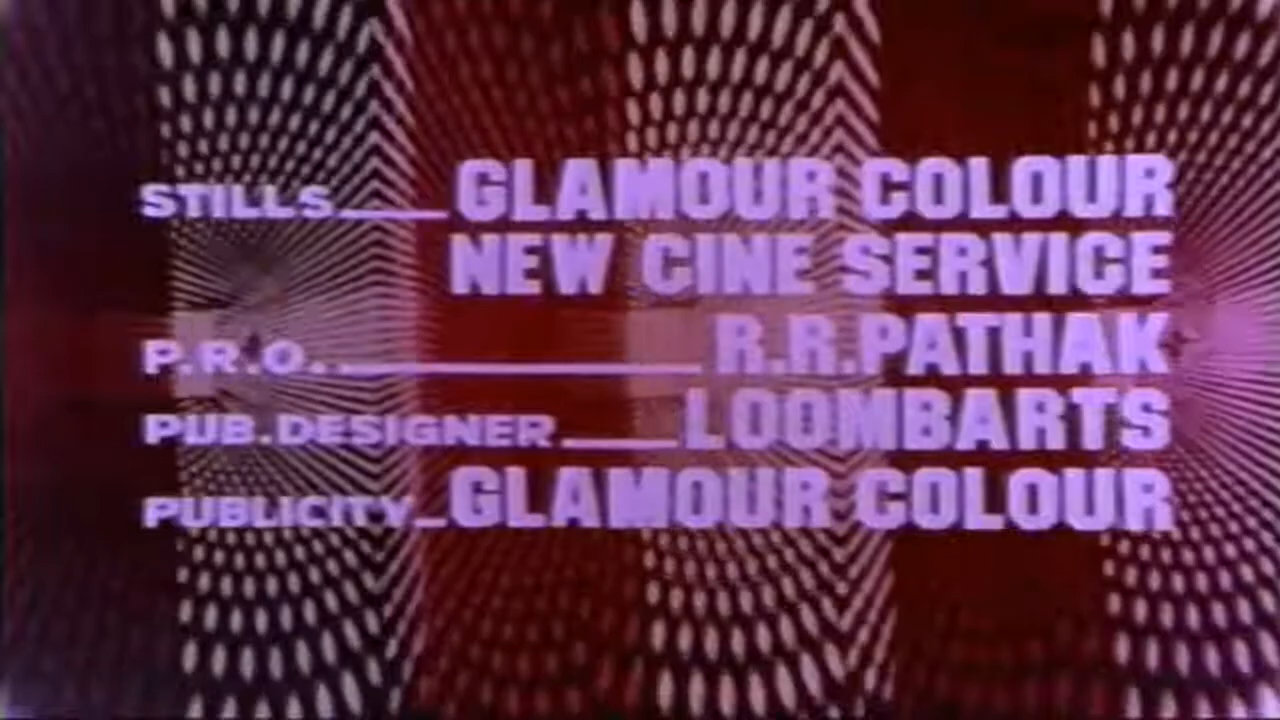 STILLS GLAMOUR COLOUR
NEW CINE SERVICE
P.R.O.. R.R.PATHAK
PUB.DESIGNER LOOMBARTS
PUBLICITY GLAMOUR COLOUR